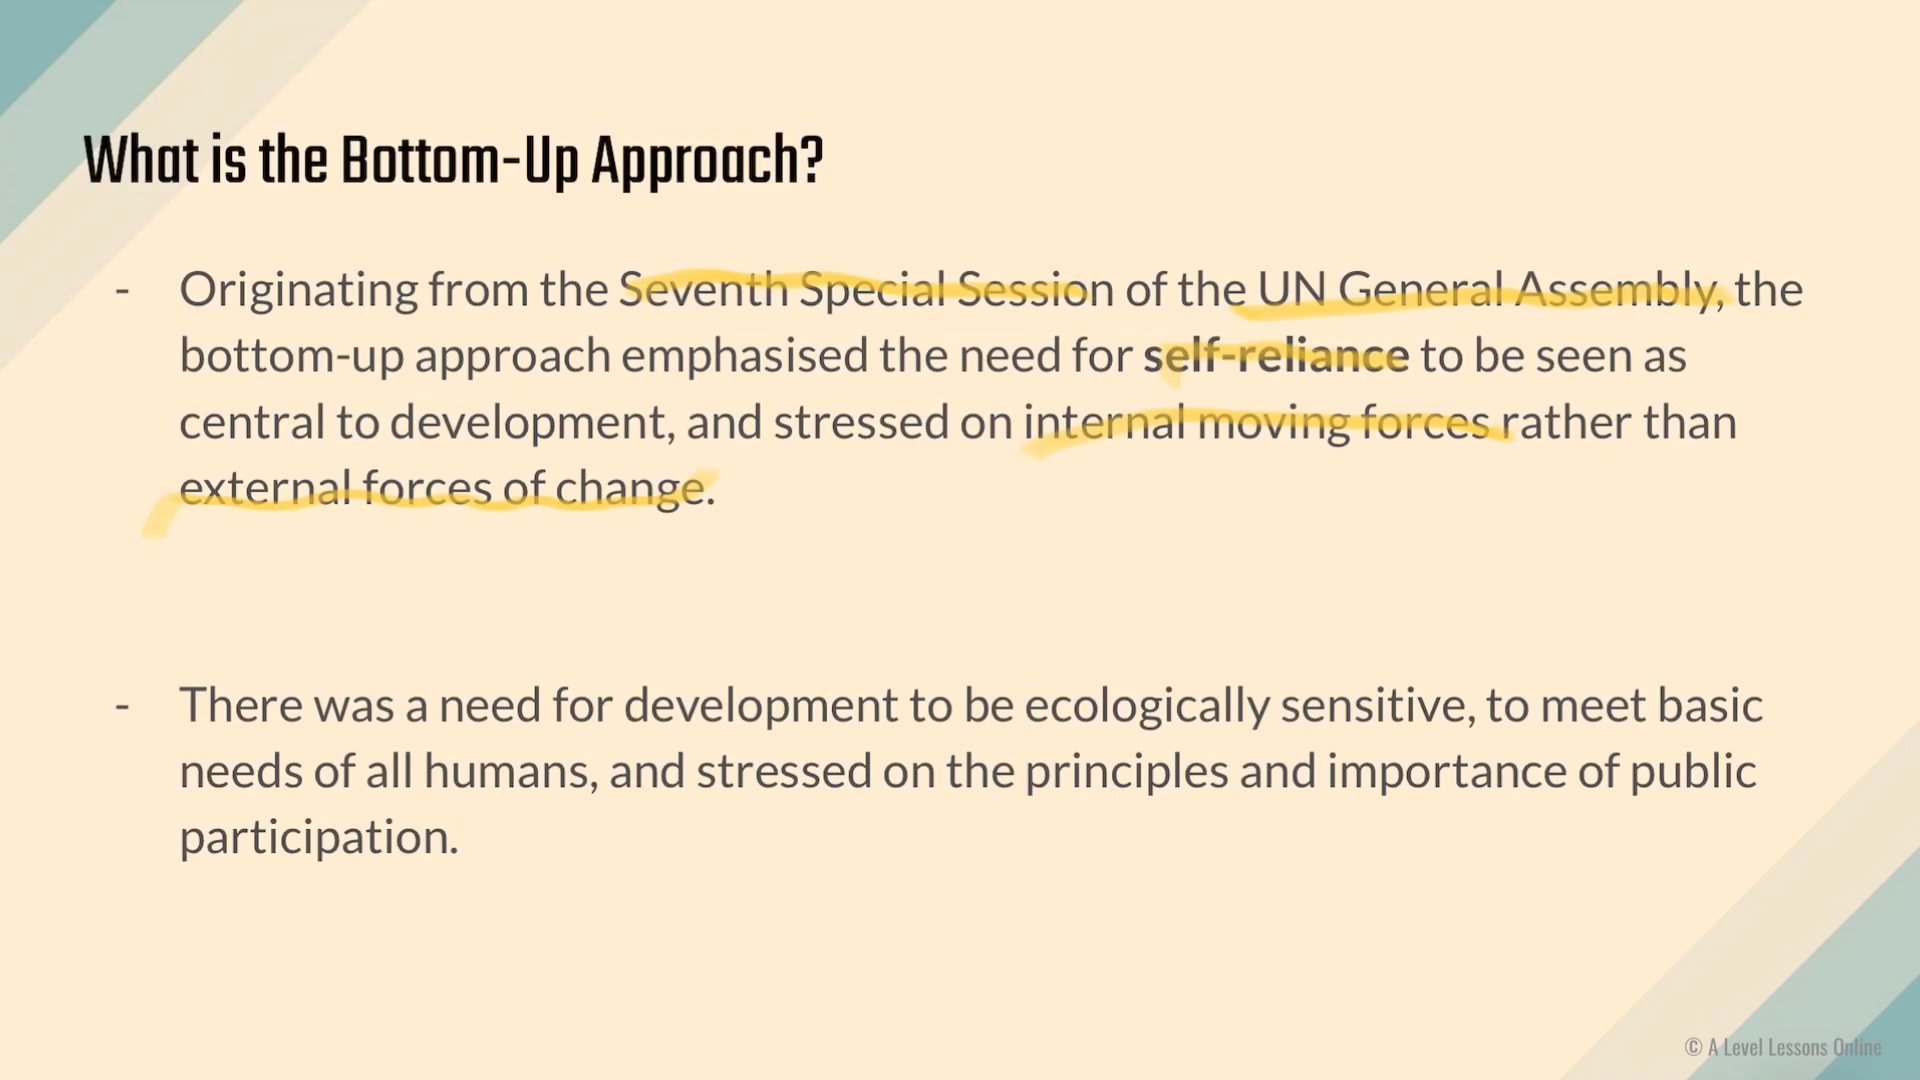 What is the Bottom-Up Approach?
- Originating from the Seventh Special Session of the UN General Assembly, the
bottom-up approach emphasised the need for self-reliance to be seen as
central to development, and stressed on internal moving forces rather than
external forces of change.
- There was a need for development to be ecologically sensitive, to meet basic
needs of all humans, and stressed on the principles and importance of public
participation.
© A Level Lessons Online